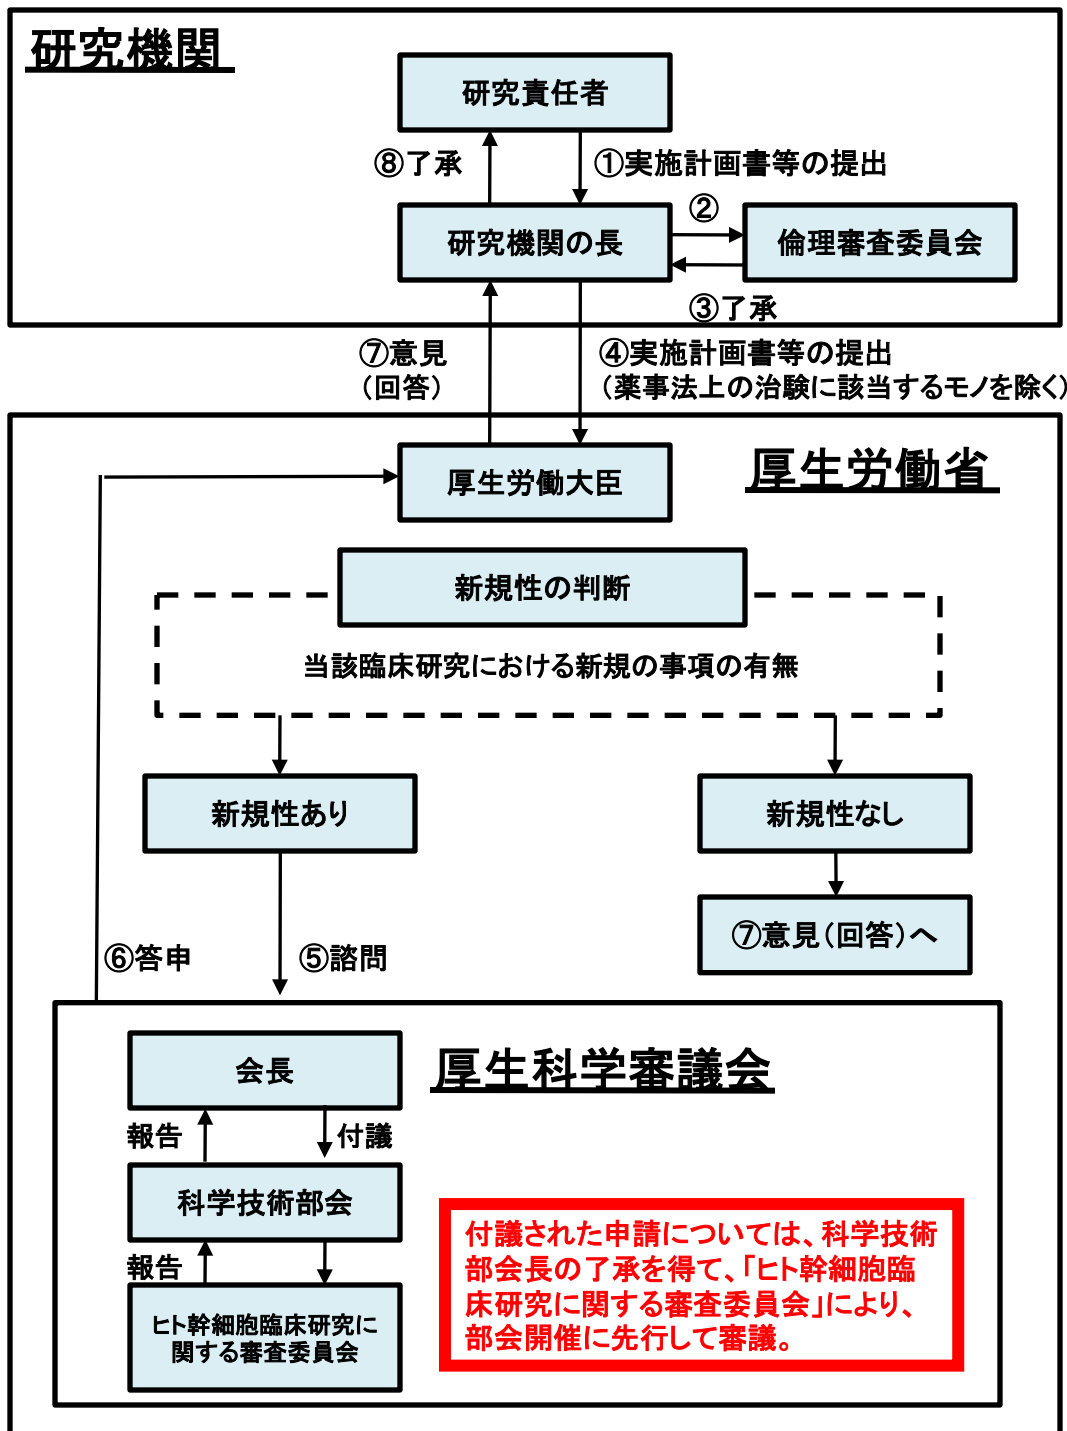 研究機関
研究責任者
⑧了承
①実施計画書等の提出
研究機関の長
②
倫理審査委員会
③了承
⑦意見
（回答）
④実施計画書等の提出
（薬事法上の治験に該当するモノを除く）
厚生労働省
厚生労働大臣
新規性の判断
当該臨床研究における新規の事項の有無
新規性あり
新規性なし
⑦意見（回答）へ
⑥答申
⑤諮問
厚生科学審議会
会長
報告
付議
科学技術部会
報告
ヒト幹細胞臨床研究に
関する審査委員会
付議された申請については、科学技術
部会長の了承を得て、「ヒト幹細胞臨
床研究に関する審査委員会」により、
部会開催に先行して審議。